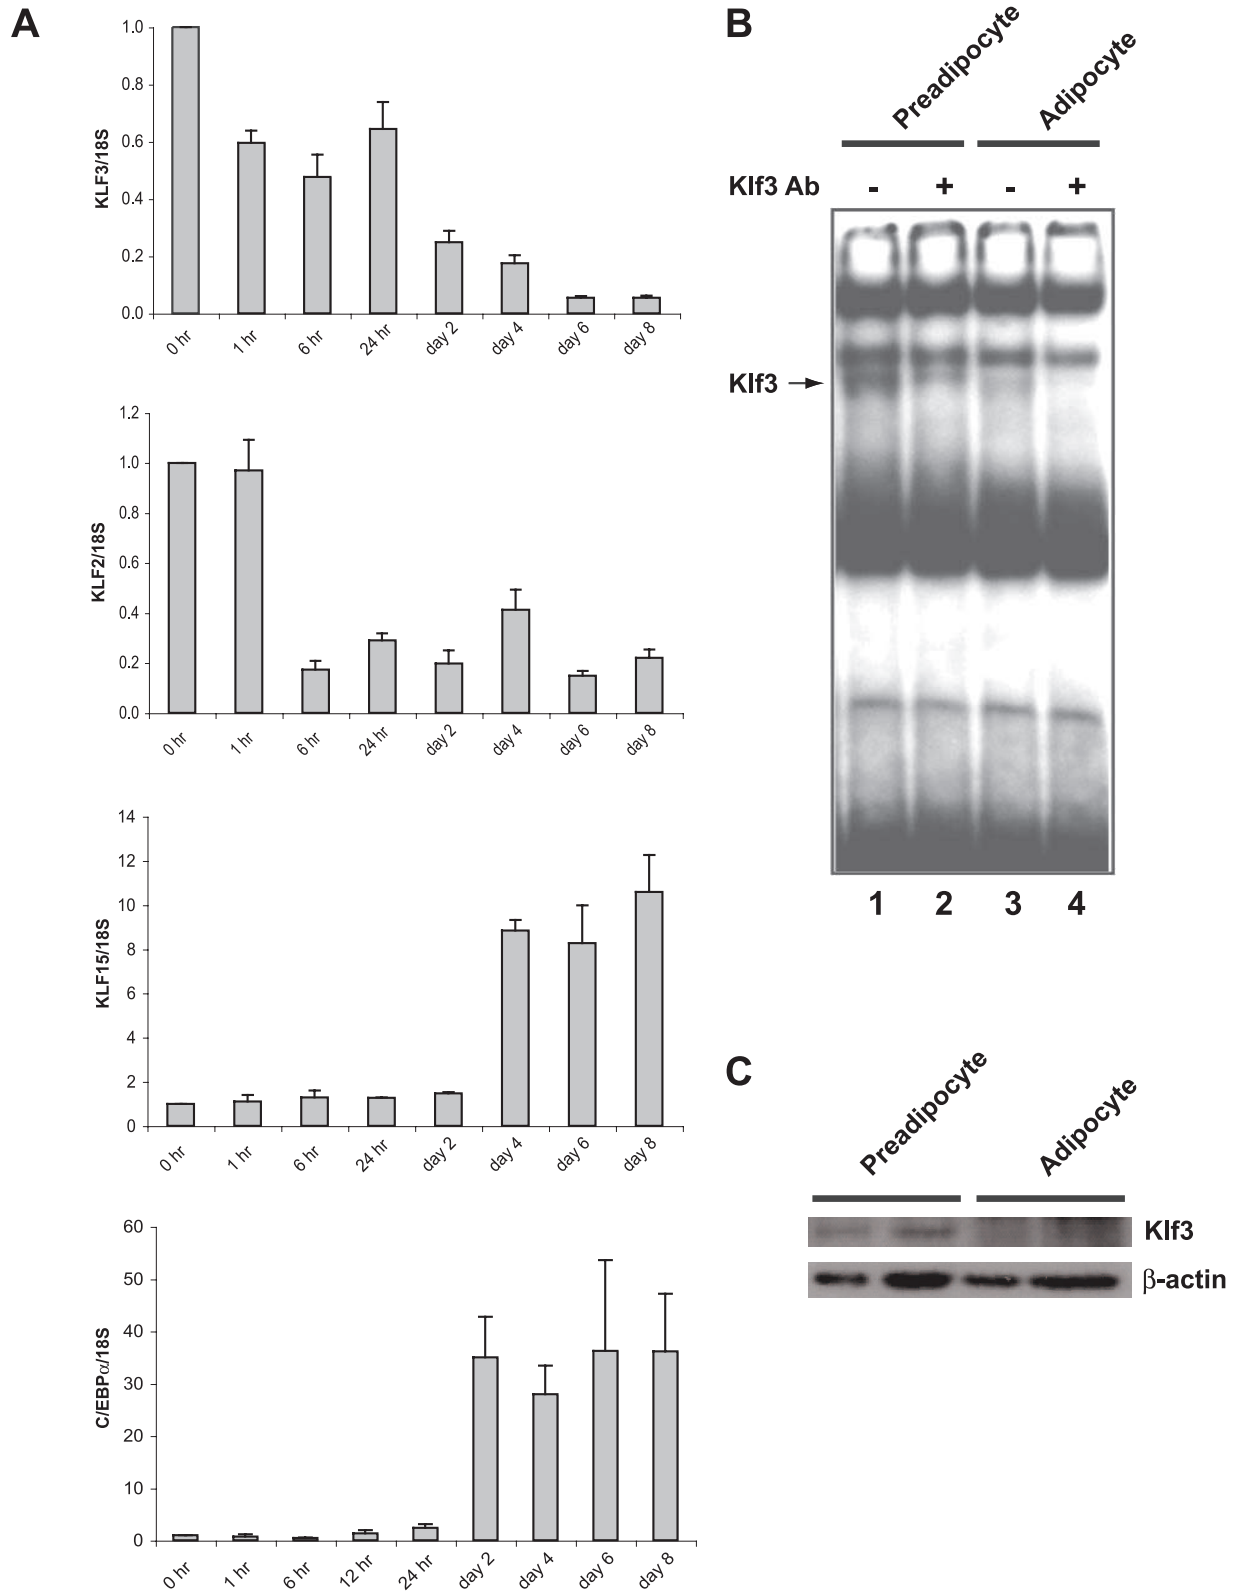 A
1.0
0.8
0.6
0.4
0.2
0.0
KLF3/18S
0 hr
1 hr
6 hr
24 hr
day 2
day 4
day 6
day 8
1.2
1.0
0.8
0.6
0.4
0.2
0.0
KLF2/18S
0 hr
1 hr
6 hr
24 hr
day 2
day 4
day 6
day 8
14
12
10
8
6
4
2
0
KLF15/18S
0 hr
1 hr
6 hr
24 hr
day 2
day 4
day 6
day 8
60
50
40
30
20
10
0
C/EBPα/18S
0 hr
1 hr
6 hr
12 hr
24 hr
day 2
day 4
day 6
day 8
B
Preadipocyte
Adipocyte
Klf3 Ab - + - +
Klf3
1 2 3 4
C
Preadipocyte
Adipocyte
Klf3
β-actin